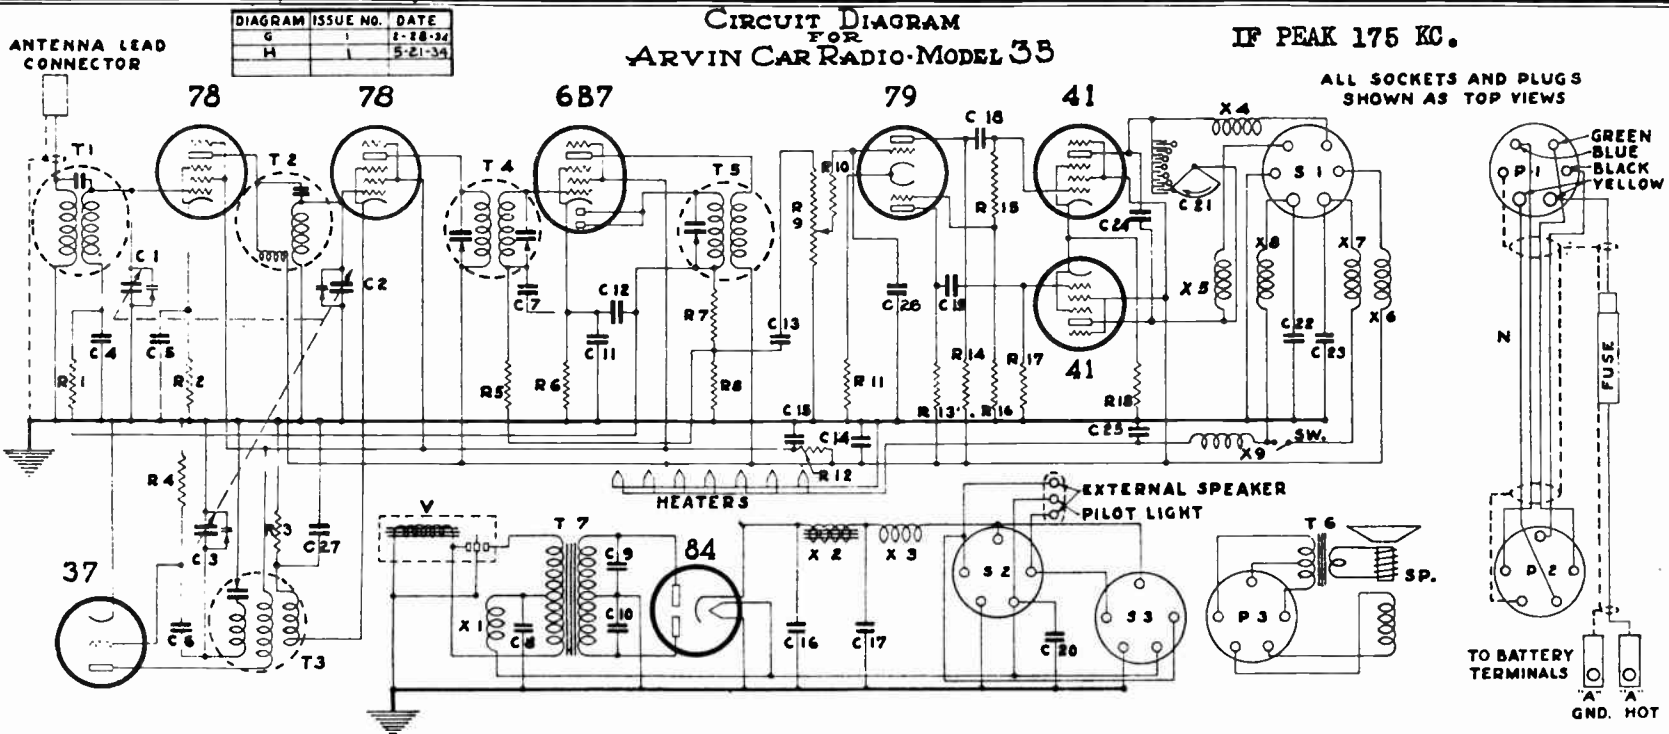 CIRCUIT DIAGRAM
FOR
ARVIN CAR RADIO·MODEL 35
IF PEAK 175 KC.
DIAGRAM ISSUE NO. DATE
G 1 2-28-34
H 1 5-21-34
ANTENNA LEAD
CONNECTOR
ALL SOCKETS AND PLUGS
SHOWN AS TOP VIEWS
78
78
6B7
79
41
T1
T2
T4
T5
R10
C18
X4
S1
P1
GREEN
BLUE
BLACK
YELLOW
R9
R15
C24
C21
C1
C2
C7
C12
R7
C13
C26
C19
X5
X8
X7
X6
C4
C5
C11
R14
R17
C22
C23
N
FUSE
R1
R2
R5
R6
R8
R11
41
R13
R16
R18
C15
C14
C25
X9
SW.
R12
R4
HEATERS
EXTERNAL SPEAKER
PILOT LIGHT
V
T7
C3
R3
C27
C9
84
X2
X3
S2
T6
SP.
37
P2
C6
X1
C8
C10
C16
C17
C20
S3
P3
T3
TO BATTERY
TERMINALS
"A" "A"
GND. HOT